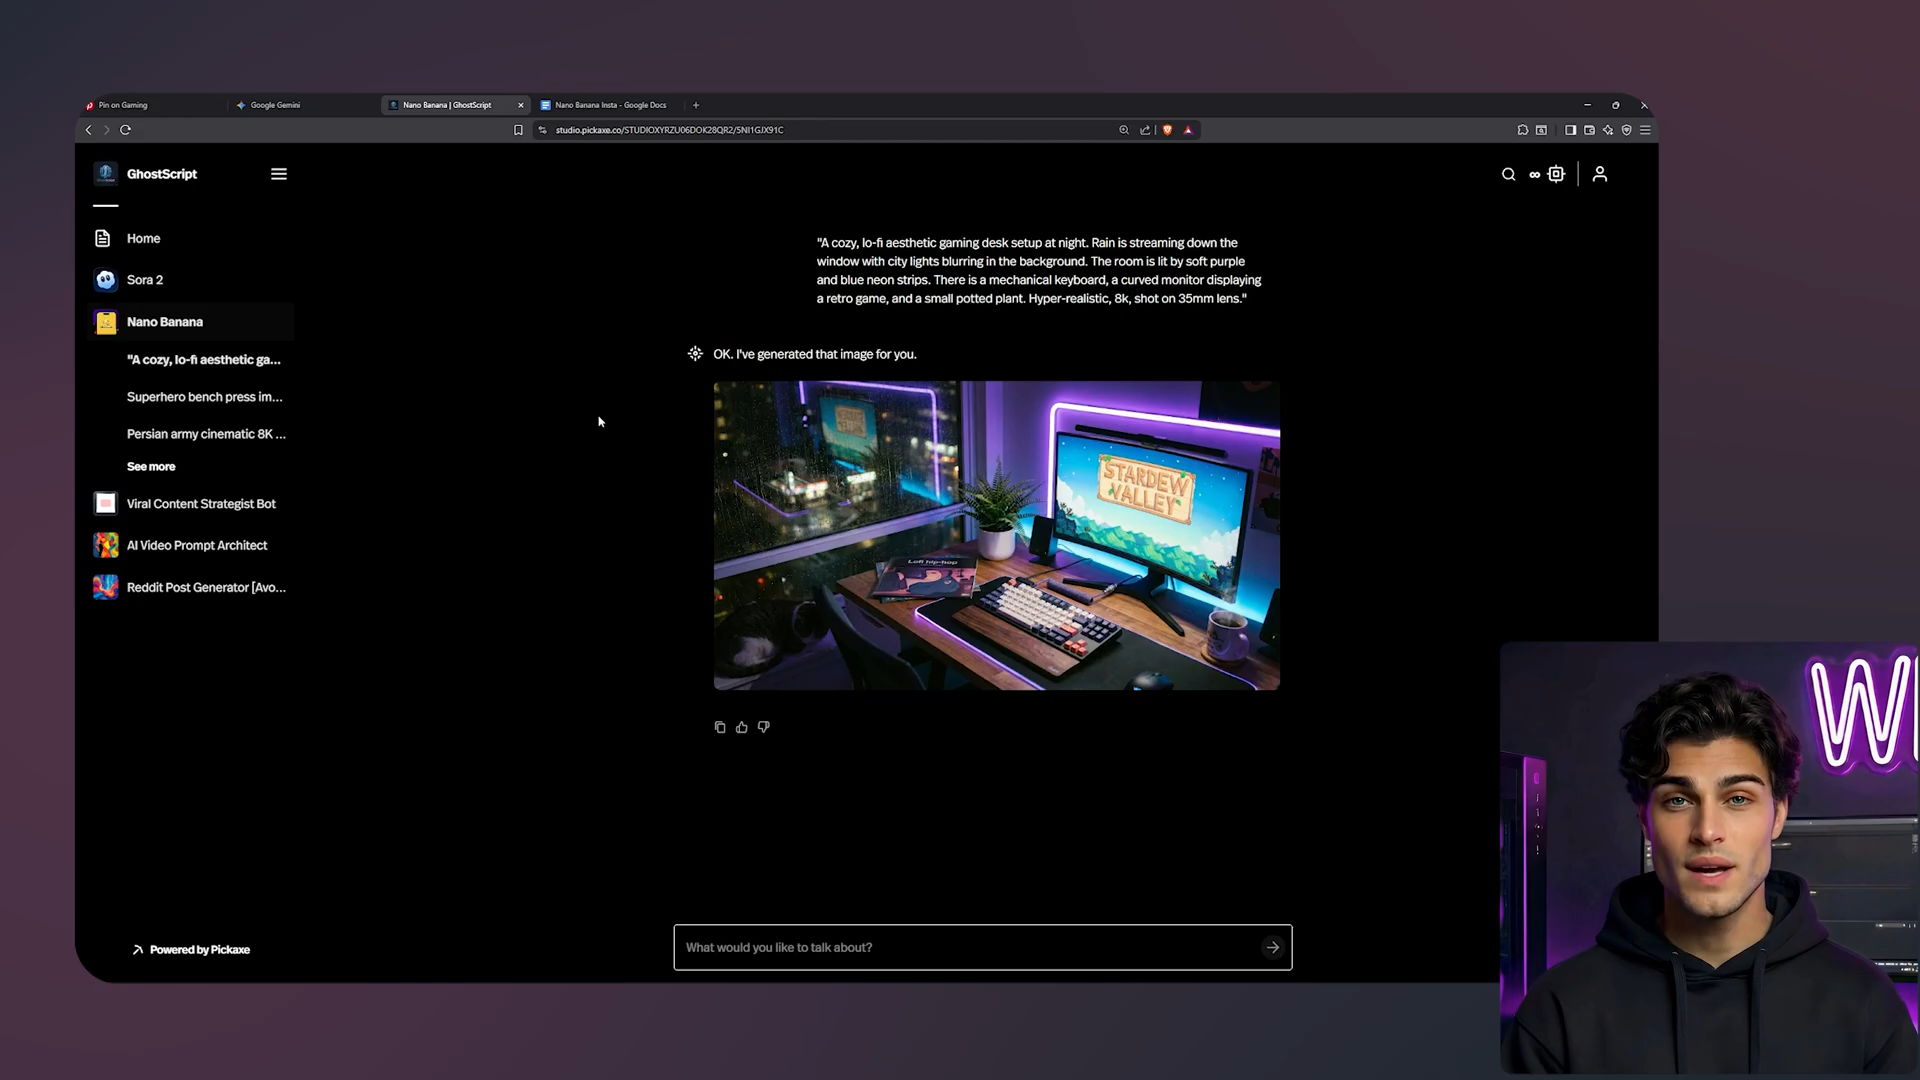 Pin on Gaming
Google Gemini
Nano Banana | GhostScript
Nano Banana Insta - Google Docs
studio.pickaxe.co/STUDIOXYRZU06DOK28QR2/5NI1GJX91C
GhostScript
Home
Sora 2
Nano Banana
"A cozy, lo-fi aesthetic ga...
Superhero bench press im...
Persian army cinematic 8K ...
See more
Viral Content Strategist Bot
AI Video Prompt Architect
Reddit Post Generator [Avo...
Powered by Pickaxe
"A cozy, lo-fi aesthetic gaming desk setup at night. Rain is streaming down the
window with city lights blurring in the background. The room is lit by soft purple
and blue neon strips. There is a mechanical keyboard, a curved monitor displaying
a retro game, and a small potted plant. Hyper-realistic, 8k, shot on 35mm lens."
OK. I've generated that image for you.
STARDEW
VALLEY
Lofi hip-hop
What would you like to talk about?
W